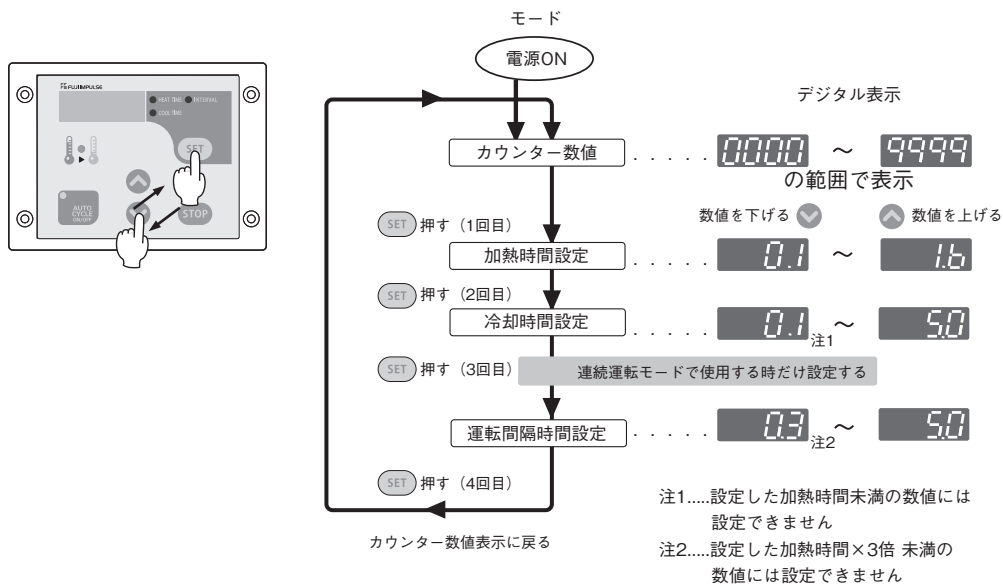 モード
電源ON
FUJI IMPULSE
HEAT TIME
INTERVAL
COOL TIME
SET
AUTO
CYCLE
ON/OFF
STOP
デジタル表示
カウンター数値 ..... 0000 ～ 9999
の範囲で表示
数値を下げる 数値を上げる
SET 押す（1回目）
加熱時間設定 ..... 0.1 ～ 1.6
SET 押す（2回目）
冷却時間設定 ..... 0.1 注1 ～ 5.0
SET 押す（3回目） 連続運転モードで使用する時だけ設定する
運転間隔時間設定 ..... 0.3 注2 ～ 5.0
SET 押す（4回目）
カウンター数値表示に戻る
注1.....設定した加熱時間未満の数値には
設定できません
注2.....設定した加熱時間×3倍 未満の
数値には設定できません